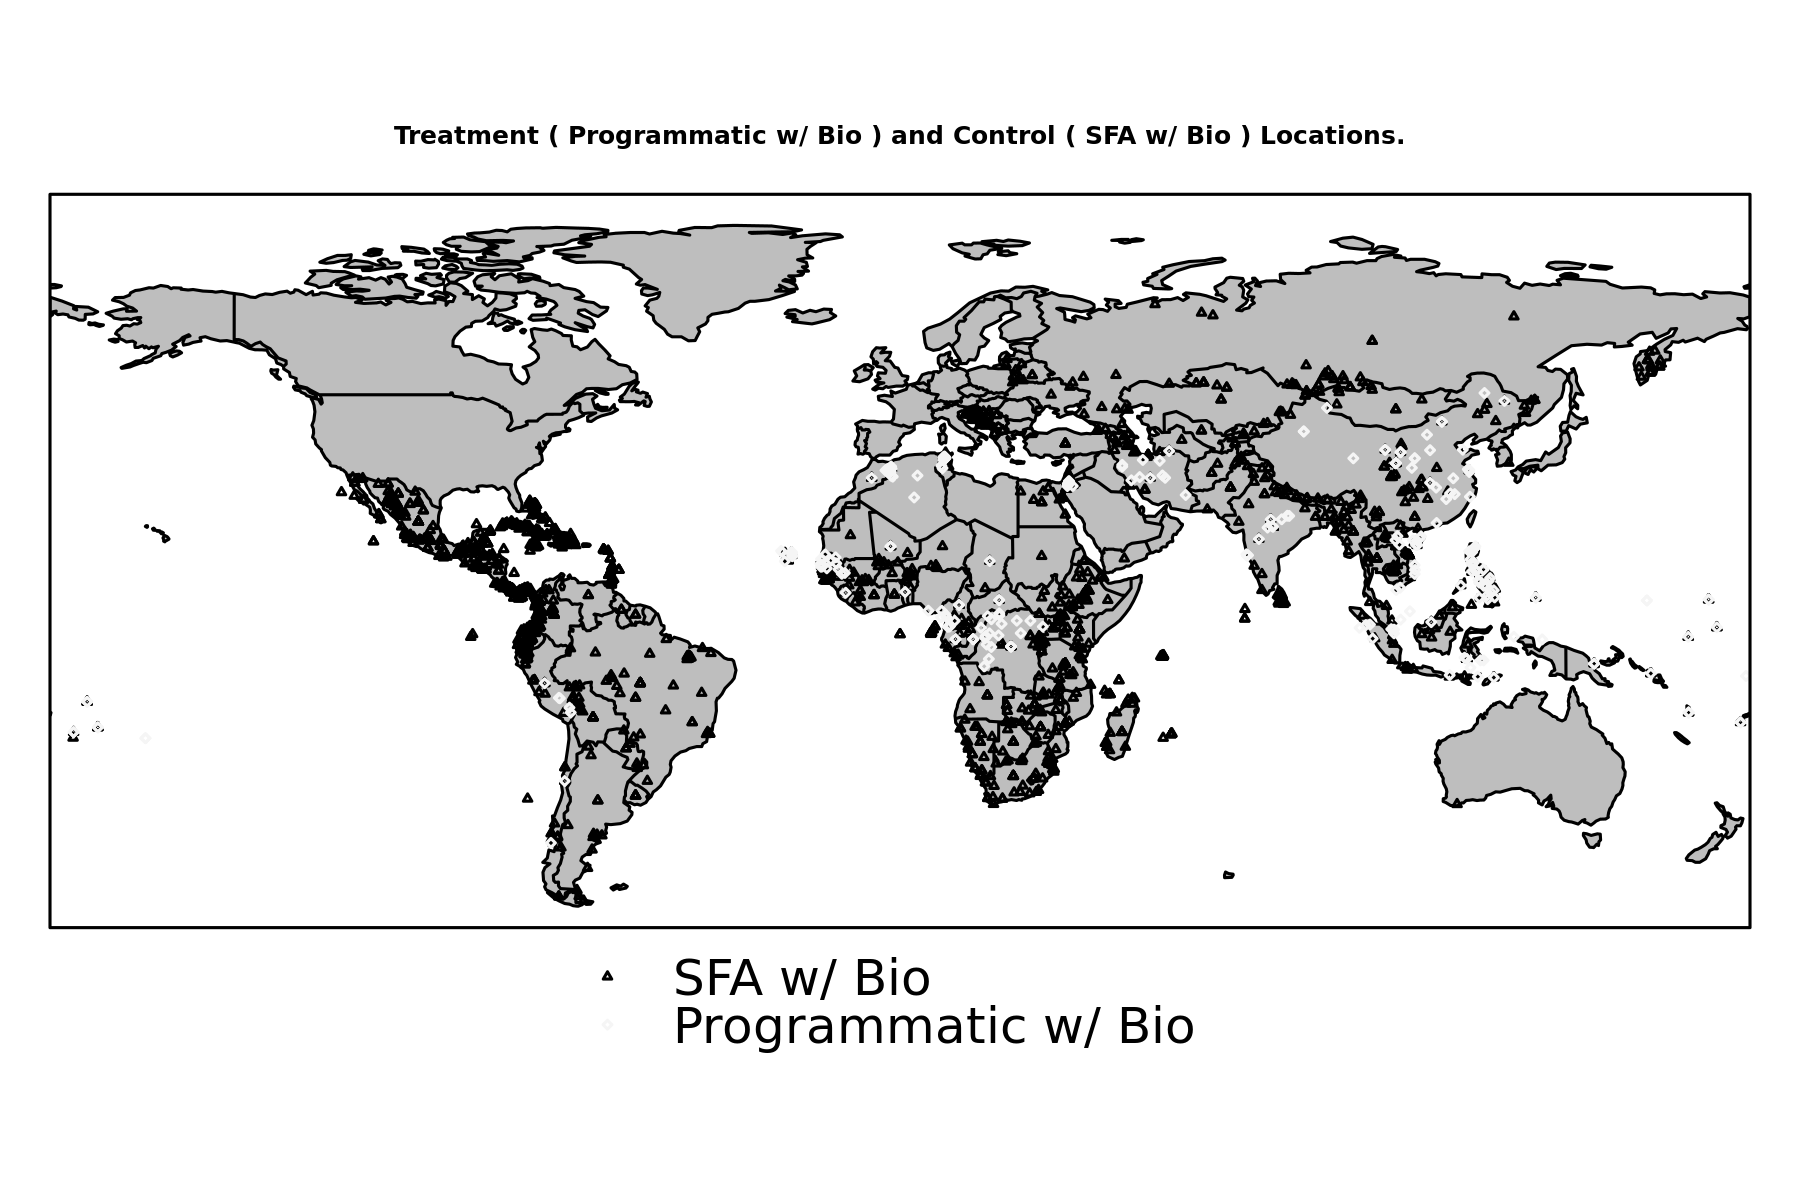 Treatment ( Programmatic w/ Bio ) and Control ( SFA w/ Bio ) Locations.
SFA w/ Bio
Programmatic w/ Bio